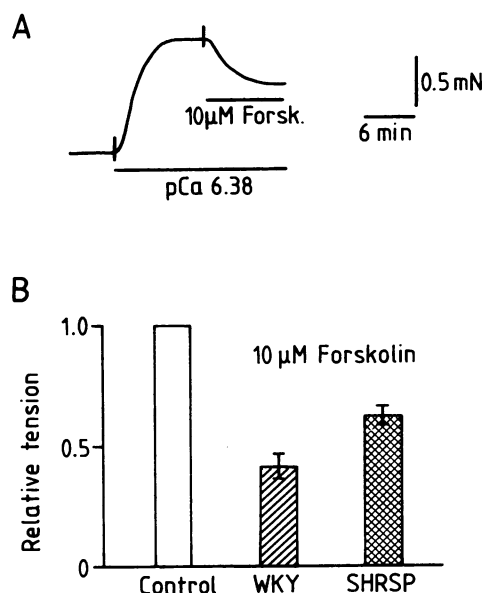 A
10μM Forsk.
0.5 mN
6 min
pCa 6.38
B
1.0
10 μM Forskolin
0.5
Relative tension
0
Control WKY SHRSP